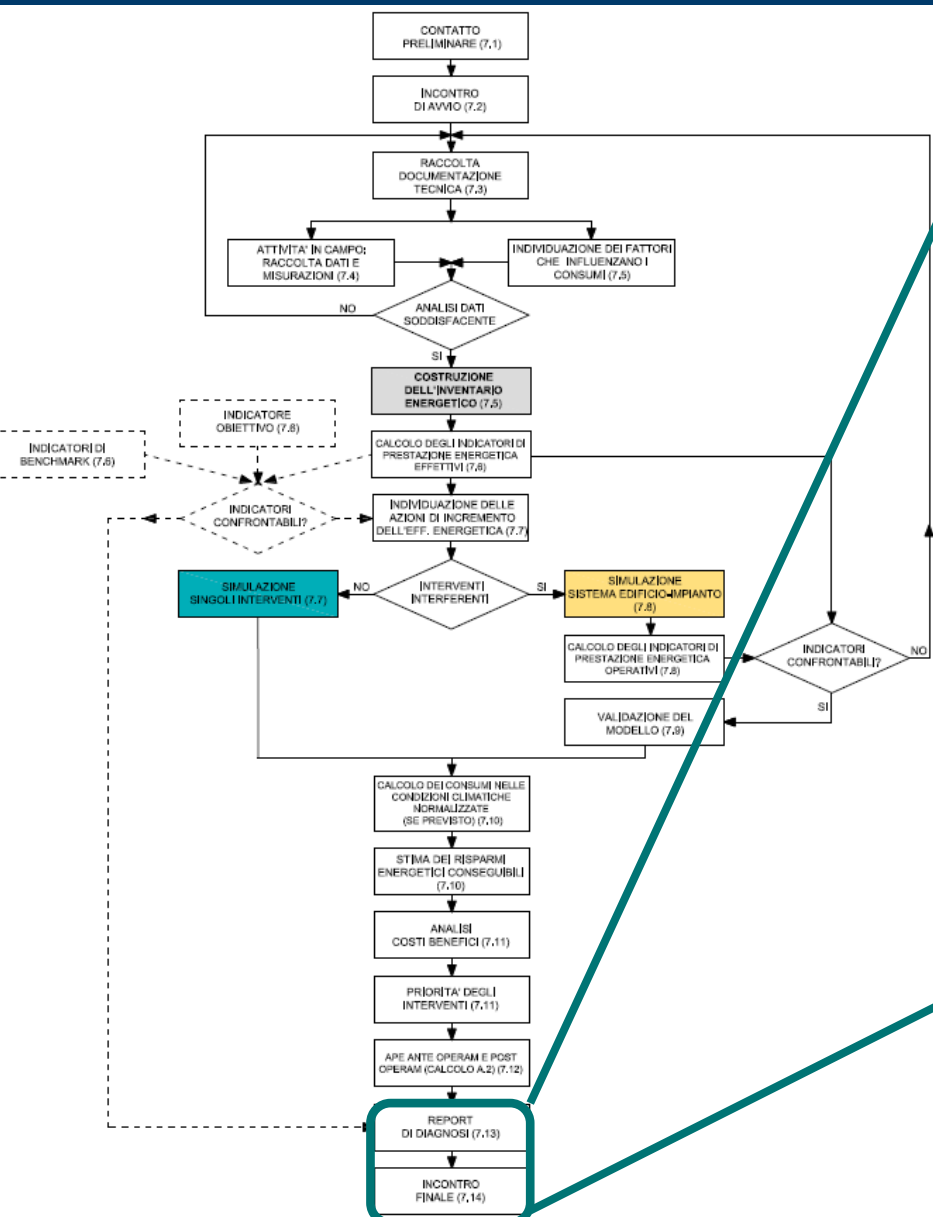 CONTATTO
PRELIMINARE (7.1)
INCONTRO
DI AVVIO (7.2)
RACCOLTA
DOCUMENTAZIONE
TECNICA (7.3)
ATTIVITA' IN CAMPO:
RACCOLTA DATI E
MISURAZIONI (7.4)
INDIVIDUAZIONE DEI FATTORI
CHE INFLUENZANO I
CONSUMI (7.5)
NO
ANALISI DATI
SODDISFACENTE
SI
COSTRUZIONE
DELL'INVENTARIO
ENERGETICO (7.5)
INDICATORE
OBIETTIVO (7.6)
INDICATORI DI
BENCHMARK (7.6)
CALCOLO DEGLI INDICATORI DI
PRESTAZIONE ENERGETICA
EFFETTIVI (7.6)
INDICATORI
CONFRONTABILI?
INDIVIDUAZIONE DELLE
AZIONI DI INCREMENTO
DELL'EFF. ENERGETICA (7.7)
SIMULAZIONE
SINGOLI INTERVENTI (7.7)
NO
INTERVENTI
INTERFERENTI
SI
SIMULAZIONE
SISTEMA EDIFICIO-IMPIANTO
(7.8)
CALCOLO DEGLI INDICATORI DI
PRESTAZIONE ENERGETICA
OPERATIVI (7.8)
INDICATORI
CONFRONTABILI?
NO
SI
VALIDAZIONE DEL
MODELLO (7.9)
CALCOLO DEI CONSUMI NELLE
CONDIZIONI CLIMATICHE
NORMALIZZATE
(SE PREVISTO) (7.10)
STIMA DEI RISPARMI
ENERGETICI CONSEGUIBILI
(7.10)
ANALISI
COSTI BENEFICI (7.11)
PRIORITA' DEGLI
INTERVENTI (7.11)
APE ANTE OPERAM E POST
OPERAM (CALCOLO A.2) (7.12)
REPORT
DI DIAGNOSI (7.13)
INCONTRO
FINALE (7.14)